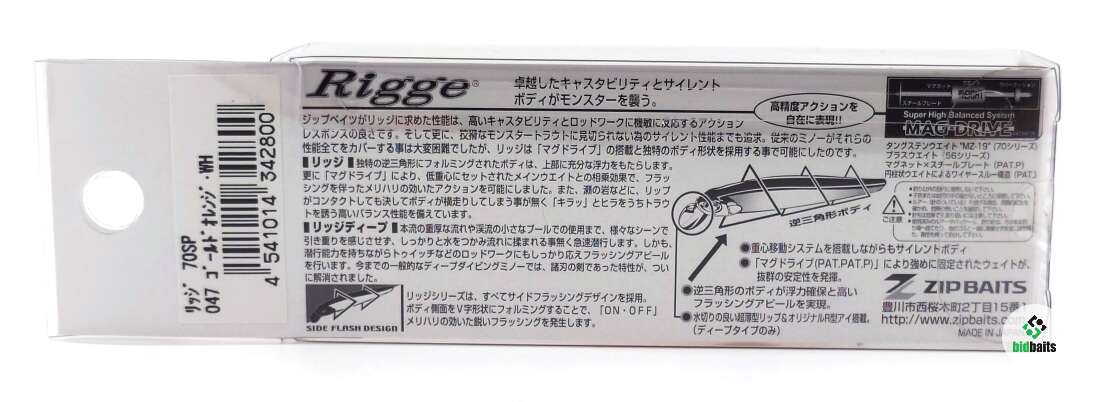 ﾘｯｼﾞ 70SP
047 ｺﾞｰﾙﾄﾞｵﾚﾝｼﾞ･WH
4 541014 342800
Rigge®
卓越したキャスタビリティとサイレント
ボディがモンスターを襲う。
ジップベイツがリッジに求めた性能は、高いキャスタビリティとロッドワークに機敏に反応するアクション
レスポンスの良さです。そして更に、獰猛なモンスタートラウトに見切られない為のサイレント性能までも追求。従来のミノーがそれらの
性能全てをカバーする事は大変困難でしたが、リッジは「マグドライブ」の搭載と独特のボディ形状を採用する事で可能にしたのです。
■リッジ■独特の逆三角形にフォルミングされたボディは、上部に充分な浮力をもたらします。
更に「マグドライブ」により、低重心にセットされたメインウエイトとの相乗効果で、フラッ
シングを伴ったメリハリの効いたアクションを可能にしました。また、瀬の岩などに、リップ
がコンタクトしても決してボディが横走りしてしまう事が無く「キラッ」とヒラをうちトラウト
を誘う高いバランス性能を備えています。
■リッジディープ■本流の重厚な流れや渓流の小さなプールでの使用まで、様々なシーンで
引き重りを感じさせず、しっかりと水をつかみ流れに揉まれる事無く急速潜行します。しかも、
潜行能力を持ちながらトゥイッチなどのロッドワークにもしっかり応えフラッシングアピール
を行います。今までの一般的なディープダイビングミノーでは、諸刃の剣であった特性が、つい
に解消されました。
SIDE FLASH DESIGN
リッジシリーズは、すべてサイドフラッシングデザインを採用。
ボディ側面をV字形状にフォルミングすることで、「ON・OFF」
メリハリの効いた鋭いフラッシングを発生します。
高精度アクションを
自在に表現!!
逆三角形ボディ
●重心移動システムを搭載しながらもサイレントボディ
●「マグドライブ(PAT.PAT.P)」により強めに固定されたウェイトが、
抜群の安定性を発揮。
●逆三角形のボディが浮力確保と高い
フラッシングアピールを実現。
●水切りの良い超薄型リップ&オリジナルR型アイ搭載。
(ディープタイプのみ)
マグネット
スチールプレート
Super High Balanced System
MAG-DRIVE
タングステンウエイト"MZ-19"(70シリーズ)
ブラスウエイト(56シリーズ)
マグネット×スチールプレート(PAT.P)
円柱状ウエイトによるワイヤースルー構造(PAT.)
ご注意
ZIPBAITS
豊川市西桜木町2丁目15番
http://www.zipbaits.com
MADE IN JAPAN
bidbaits